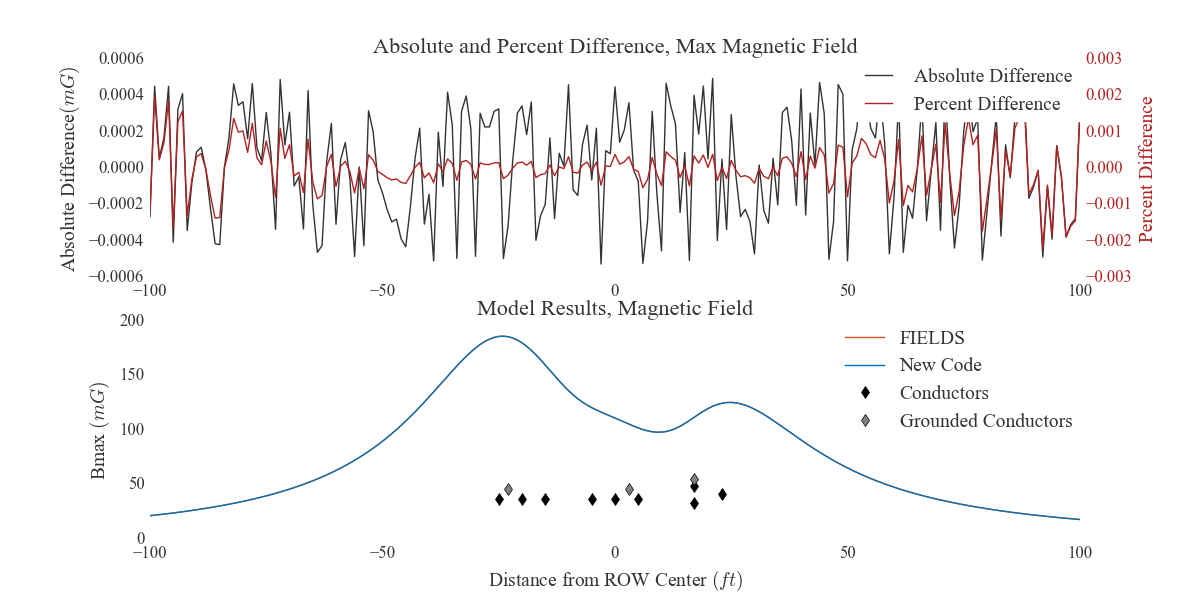 Absolute and Percent Difference, Max Magnetic Field
0.0006
0.0004
0.0002
0.0000
−0.0002
−0.0004
−0.0006
Absolute Difference(mG)
Absolute Difference
Percent Difference
0.003
0.002
0.001
0.000
−0.001
−0.002
−0.003
Percent Difference
−100 −50 0 50 100
Model Results, Magnetic Field
200
150
100
50
0
Bmax (mG)
FIELDS
New Code
Conductors
Grounded Conductors
−100 −50 0 50 100
Distance from ROW Center (ft)